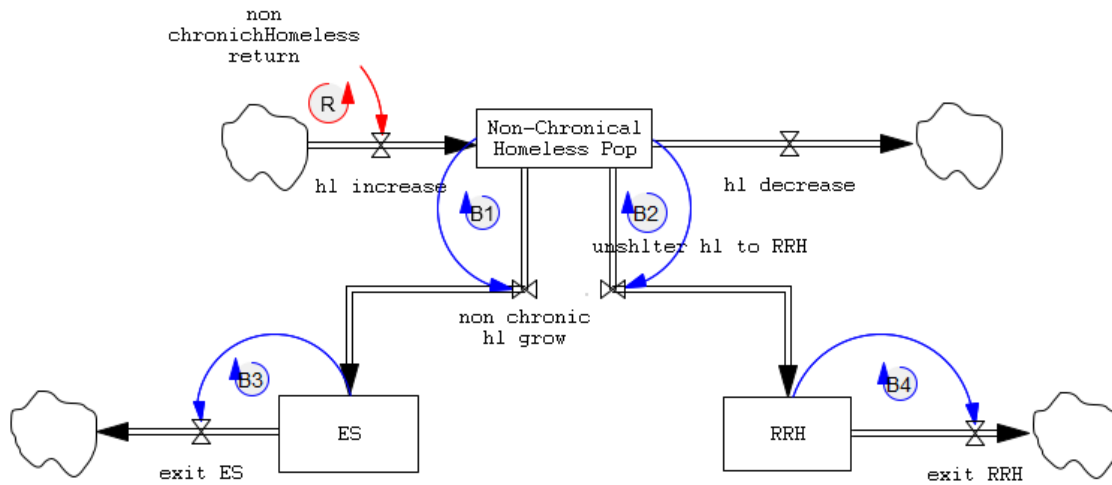 non
chronichHomeless
return
R
Non-Chronical
Homeless Pop
hl increase
hl decrease
B1
B2
unshlter hl to RRH
non chronic
hl grow
B3
B4
ES
RRH
exit ES
exit RRH